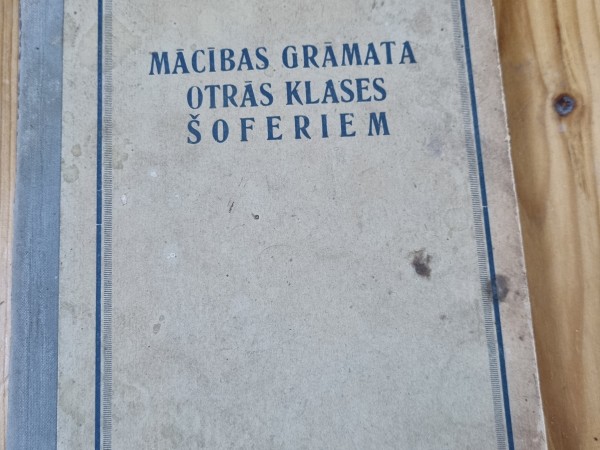 MĀCĪBAS GRĀMATA
OTRĀS KLASES
ŠOFERIEM